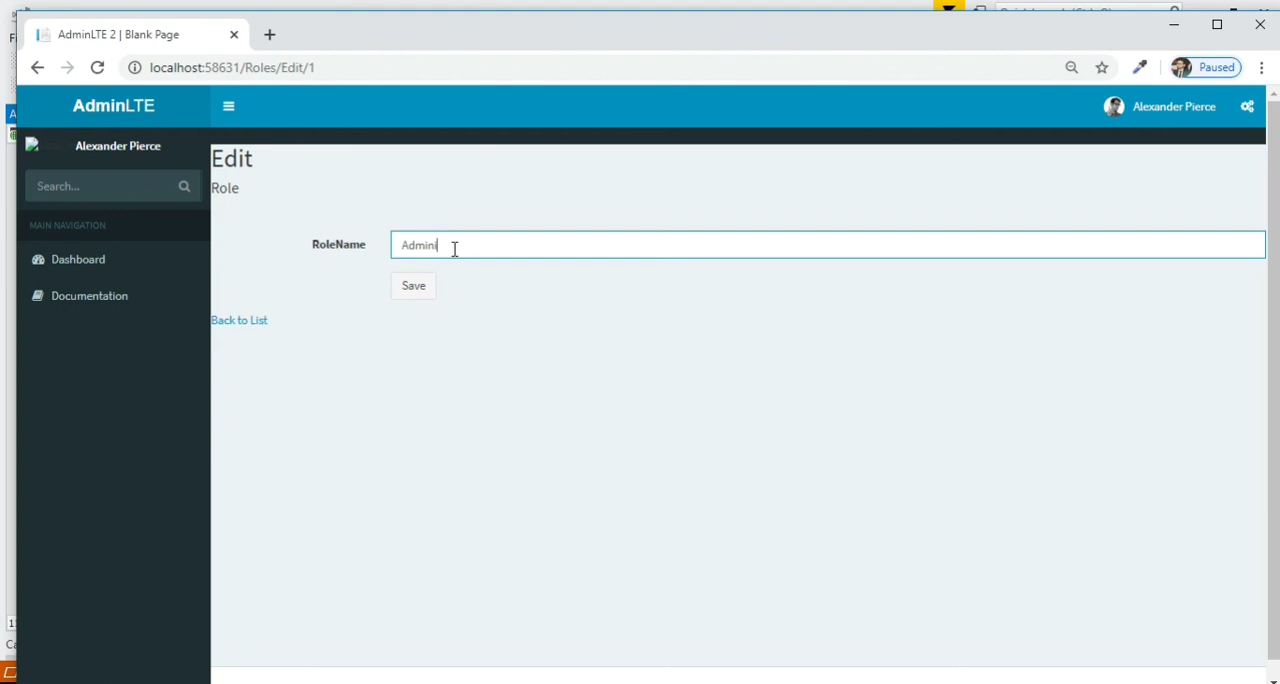 AdminLTE 2 | Blank Page
localhost:58631/Roles/Edit/1
Paused
AdminLTE
Alexander Pierce
Alexander Pierce
Edit
Search...
Role
MAIN NAVIGATION
RoleName
Admini
Dashboard
Save
Documentation
Back to List